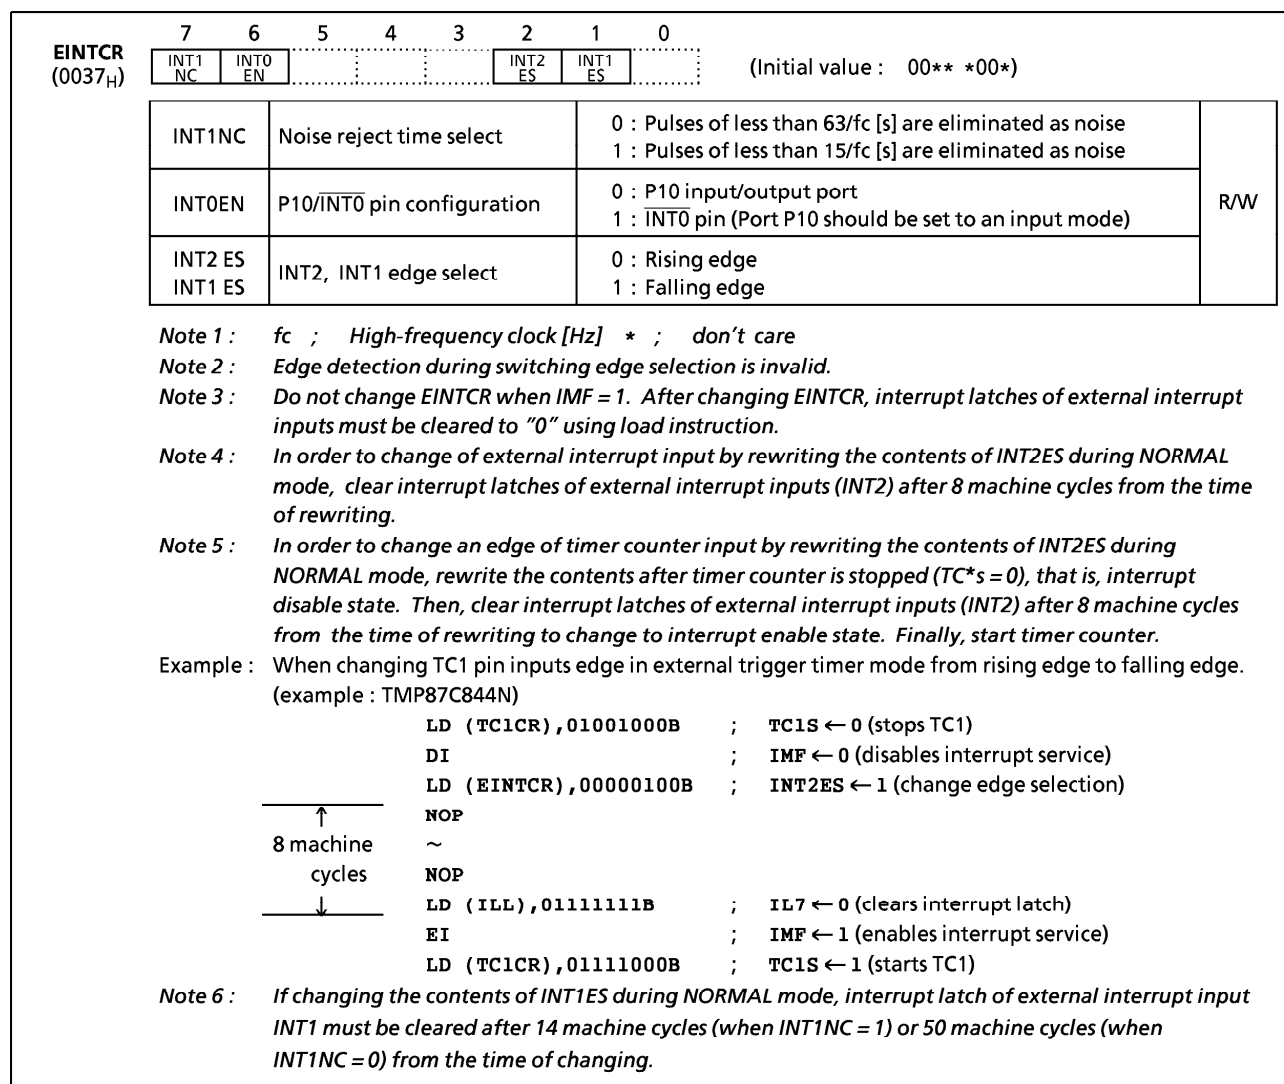 7 6 5 4 3 2 1 0
EINTCR (0037H) INT1 NC INT0 EN INT2 ES INT1 ES (Initial value : 00** *00*)
INT1NC Noise reject time select 0 : Pulses of less than 63/fc [s] are eliminated as noise
1 : Pulses of less than 15/fc [s] are eliminated as noise
INT0EN P10/INT0 pin configuration 0 : P10 input/output port
1 : INT0 pin (Port P10 should be set to an input mode)
R/W
INT2 ES INT1 ES INT2, INT1 edge select 0 : Rising edge
1 : Falling edge
Note 1 : fc ; High-frequency clock [Hz] * ; don't care
Note 2 : Edge detection during switching edge selection is invalid.
Note 3 : Do not change EINTCR when IMF = 1. After changing EINTCR, interrupt latches of external interrupt
inputs must be cleared to "0" using load instruction.
Note 4 : In order to change of external interrupt input by rewriting the contents of INT2ES during NORMAL
mode, clear interrupt latches of external interrupt inputs (INT2) after 8 machine cycles from the time
of rewriting.
Note 5 : In order to change an edge of timer counter input by rewriting the contents of INT2ES during
NORMAL mode, rewrite the contents after timer counter is stopped (TC*s = 0), that is, interrupt
disable state. Then, clear interrupt latches of external interrupt inputs (INT2) after 8 machine cycles
from the time of rewriting to change to interrupt enable state. Finally, start timer counter.
Example : When changing TC1 pin inputs edge in external trigger timer mode from rising edge to falling edge.
(example : TMP87C844N)
LD (TC1CR),01001000B ; TC1S ← 0 (stops TC1)
DI ; IMF ← 0 (disables interrupt service)
LD (EINTCR),00000100B ; INT2ES ← 1 (change edge selection)
↑ NOP
8 machine ~
cycles NOP
↓ LD (ILL),01111111B ; IL7 ← 0 (clears interrupt latch)
EI ; IMF ← 1 (enables interrupt service)
LD (TC1CR),01111000B ; TC1S ← 1 (starts TC1)
Note 6 : If changing the contents of INT1ES during NORMAL mode, interrupt latch of external interrupt input
INT1 must be cleared after 14 machine cycles (when INT1NC = 1) or 50 machine cycles (when
INT1NC = 0) from the time of changing.